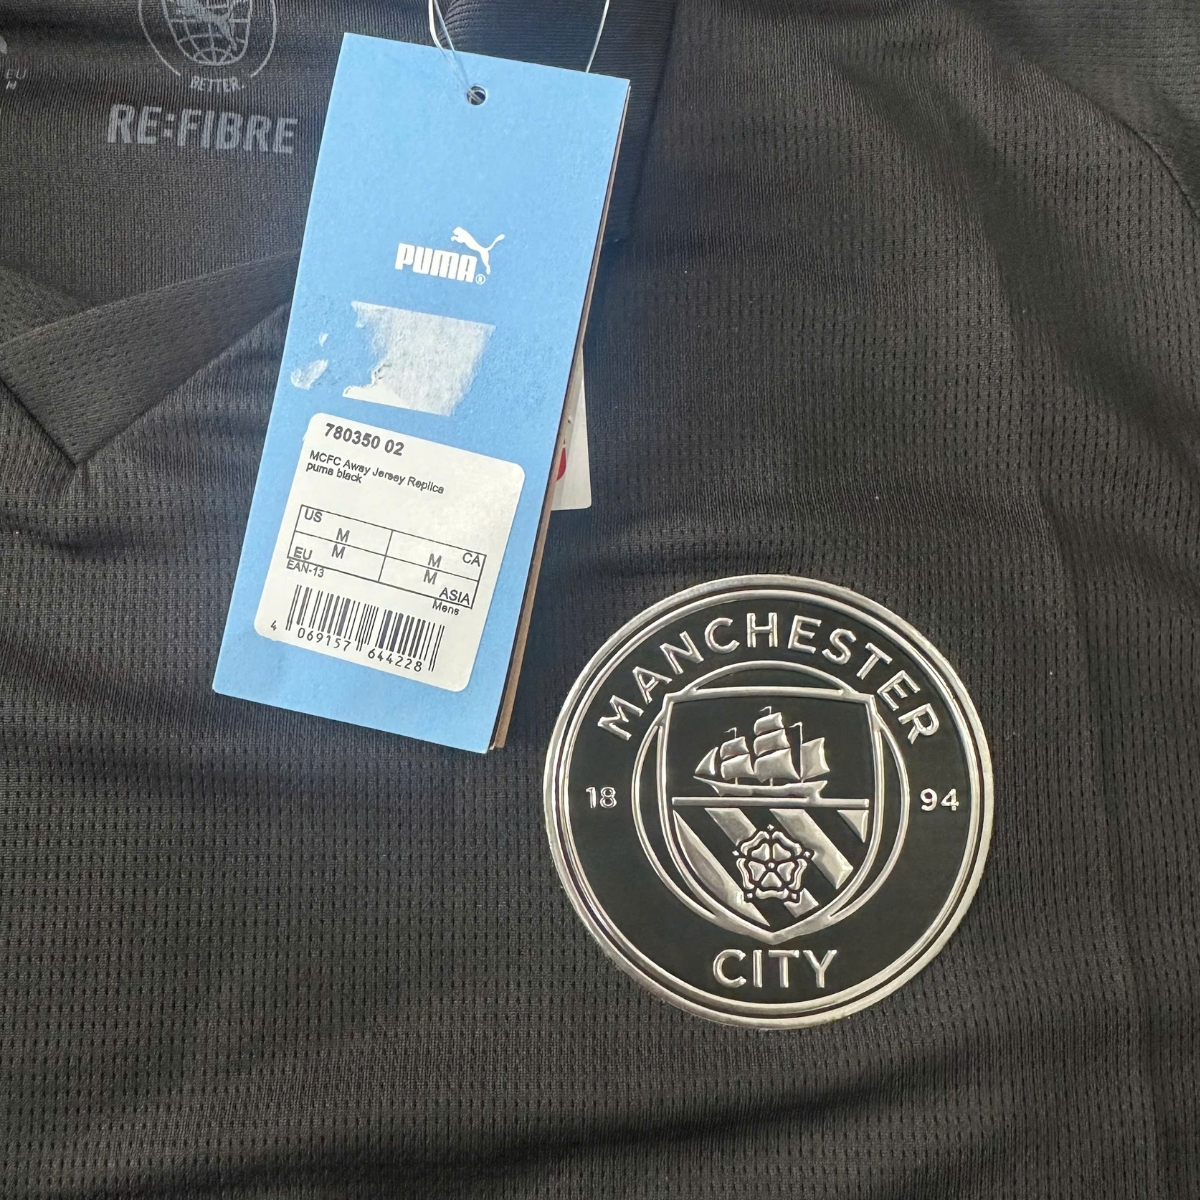 EU
BETTER.
RE:FIBRE
PUMA®
780350 02
MCFC Away Jersey Replica
puma black
US M
M CA
EU M
M ASIA
EAN-13
Mens
4 069157 644228
MANCHESTER
18 94
CITY